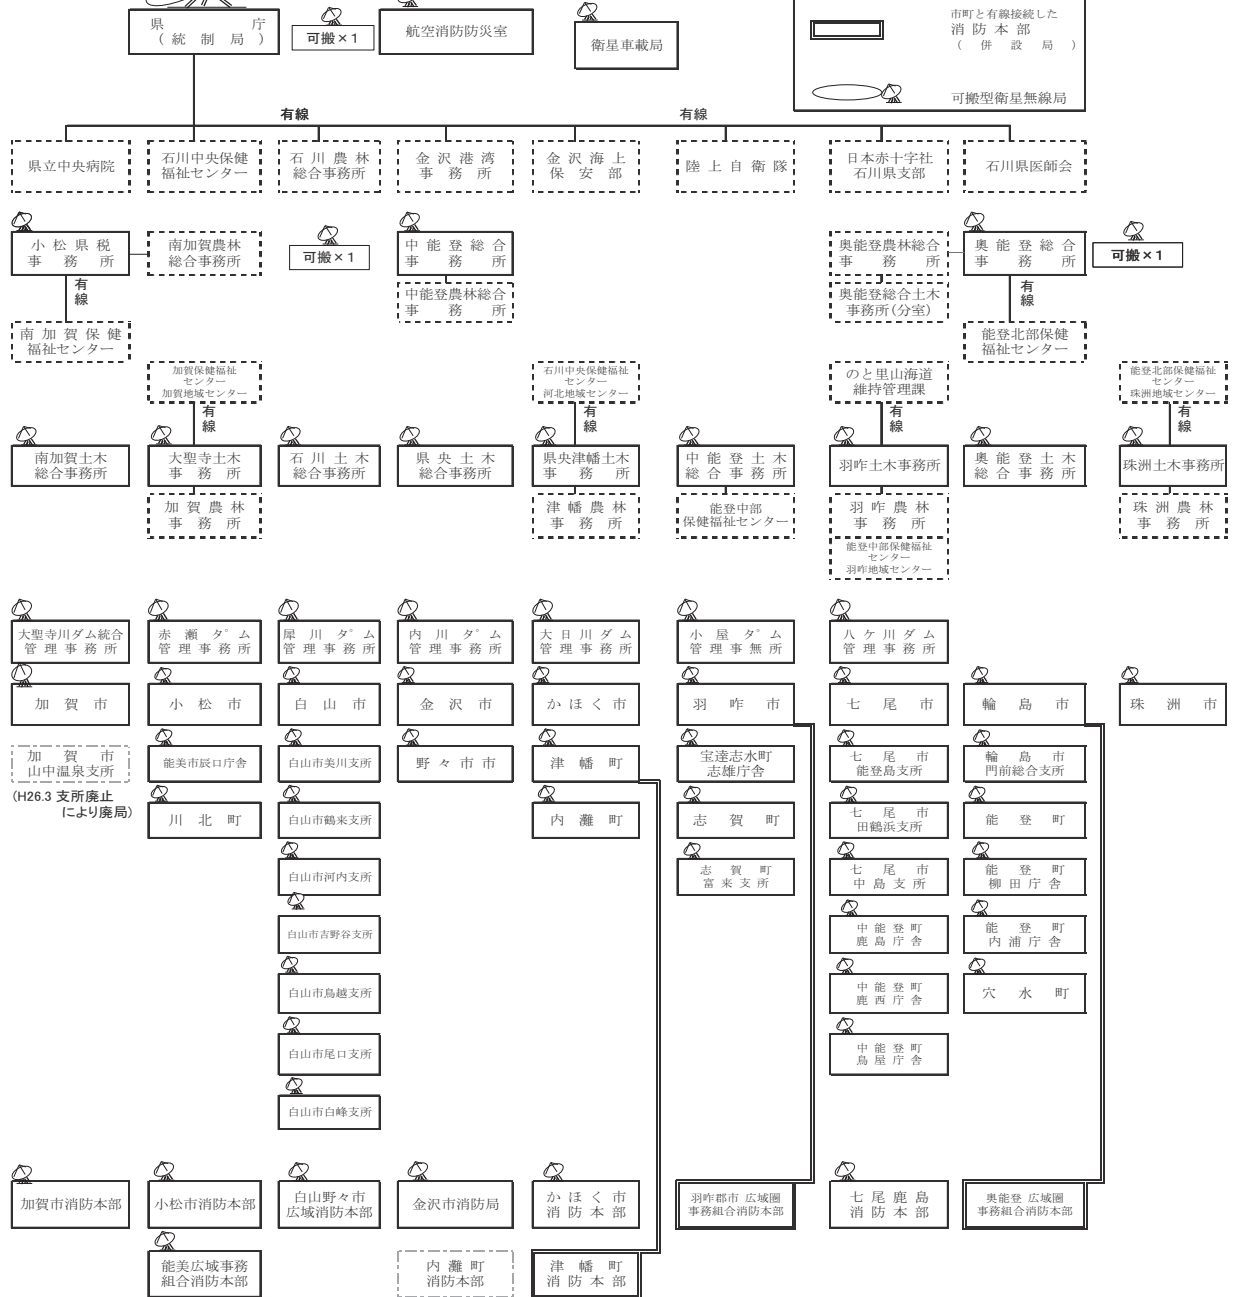 県庁
(統制局)
可搬×1
航空消防防災室
衛星車載局
市町と有線接続した
消防本部
(併設局)
可搬型衛星無線局
有線
有線
県立中央病院
石川中央保健
福祉センター
石川農林
総合事務所
金沢港湾
事務所
金沢海上
保安部
陸上自衛隊
日本赤十字社
石川県支部
石川県医師会
小松県税
事務所
南加賀農林
総合事務所
可搬×1
中能登総合
事務所
奥能登農林総合
事務所
奥能登総合
事務所
可搬×1
有
線
中能登農林総合
事務所
奥能登総合土木
事務所(分室)
有
線
南加賀保健
福祉センター
能登北部保健
福祉センター
加賀保健福祉
センター
加賀地域センター
石川中央保健福祉
センター
河北地域センター
のと里山海道
維持管理課
能登北部保健福祉
センター
珠洲地域センター
有
線
有
線
有
線
有
線
南加賀土木
総合事務所
大聖寺土木
事務所
石川土木
総合事務所
県央土木
総合事務所
県央津幡土木
事務所
中能登土木
総合事務所
羽咋土木事務所
奥能登土木
総合事務所
珠洲土木事務所
加賀農林
事務所
津幡農林
事務所
能登中部
保健福祉センター
羽咋農林
事務所
珠洲農林
事務所
能登中部保健福祉
センター
羽咋地域センター
大聖寺川ダム統合
管理事務所
赤瀬ダム
管理事務所
犀川ダム
管理事務所
内川ダム
管理事務所
大日川ダム
管理事務所
小屋ダム
管理事無所
八ケ川ダム
管理事務所
加賀市
小松市
白山市
金沢市
かほく市
羽咋市
七尾市
輪島市
珠洲市
加賀市
山中温泉支所
能美市辰口庁舎
白山市美川支所
野々市市
津幡町
宝達志水町
志雄庁舎
七尾市
能登島支所
輪島市
門前総合支所
(H26.3 支所廃止
により廃局)
川北町
白山市鶴来支所
内灘町
志賀町
七尾市
田鶴浜支所
能登町
白山市河内支所
志賀町
富来支所
七尾市
中島支所
能登町
柳田庁舎
白山市吉野谷支所
中能登町
鹿島庁舎
能登町
内浦庁舎
白山市鳥越支所
中能登町
鹿西庁舎
穴水町
白山市尾口支所
中能登町
鳥屋庁舎
白山市白峰支所
加賀市消防本部
小松市消防本部
白山野々市
広域消防本部
金沢市消防局
かほく市
消防本部
羽咋郡市 広域圏
事務組合消防本部
七尾鹿島
消防本部
奥能登 広域圏
事務組合消防本部
能美広域事務
組合消防本部
内灘町
消防本部
津幡町
消防本部